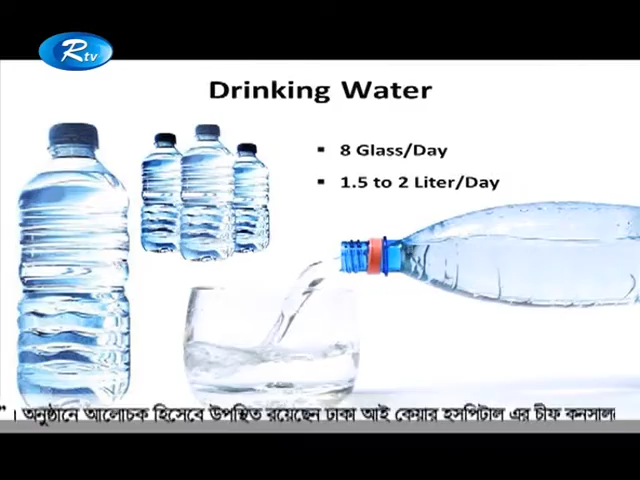 Rtv
Drinking Water
▪ 8 Glass/Day
▪ 1.5 to 2 Liter/Day
” । অনুষ্ঠানে আলোচক হিসেবে উপস্থিত রয়েছেন ঢাকা আই কেয়ার হসপিটাল এর চীফ